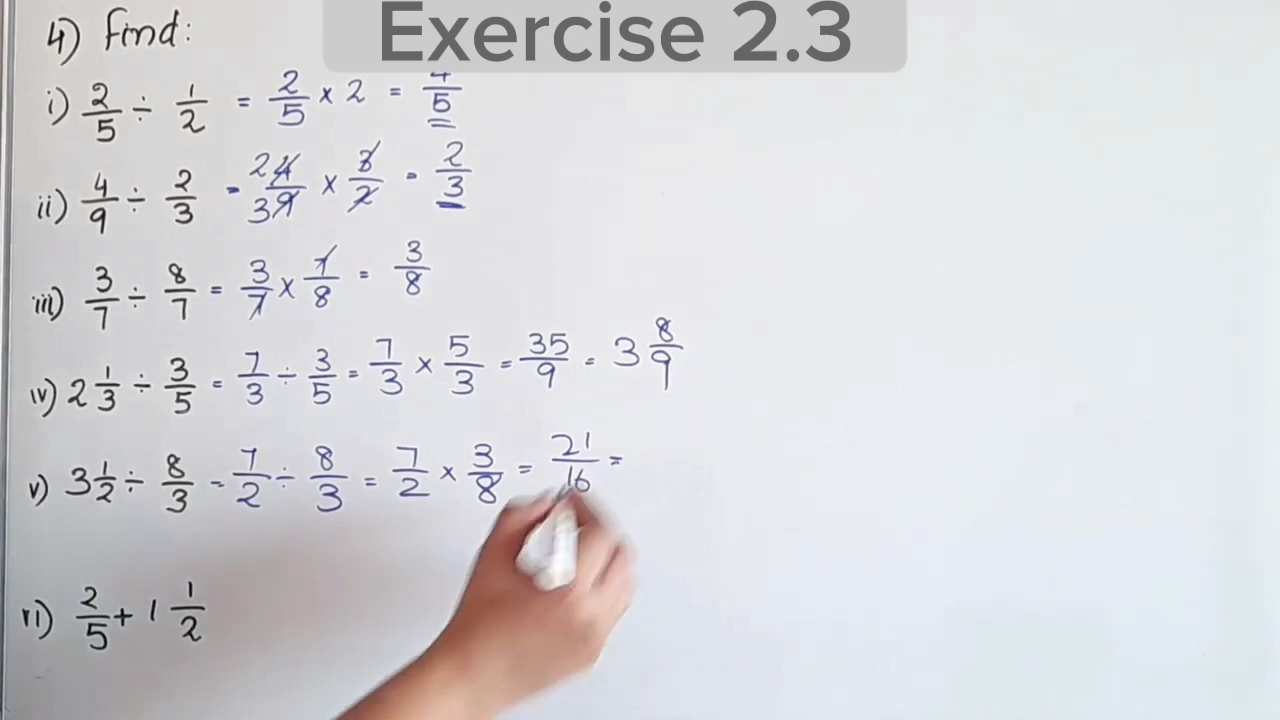 Exercise 2.3
4) find:
i) 2/5 ÷ 1/2 = 2/5 × 2 = 4/5
ii) 4/9 ÷ 2/3 = 2 4/3 9 × 3/2 = 2/3
iii) 3/7 ÷ 8/7 = 3/7 × 7/8 = 3/8
iv) 2 1/3 ÷ 3/5 = 7/3 ÷ 3/5 = 7/3 × 5/3 = 35/9 = 3 8/9
v) 3 1/2 ÷ 8/3 = 7/2 ÷ 8/3 = 7/2 × 3/8 = 21/16 =
vi) 2/5 + 1 1/2